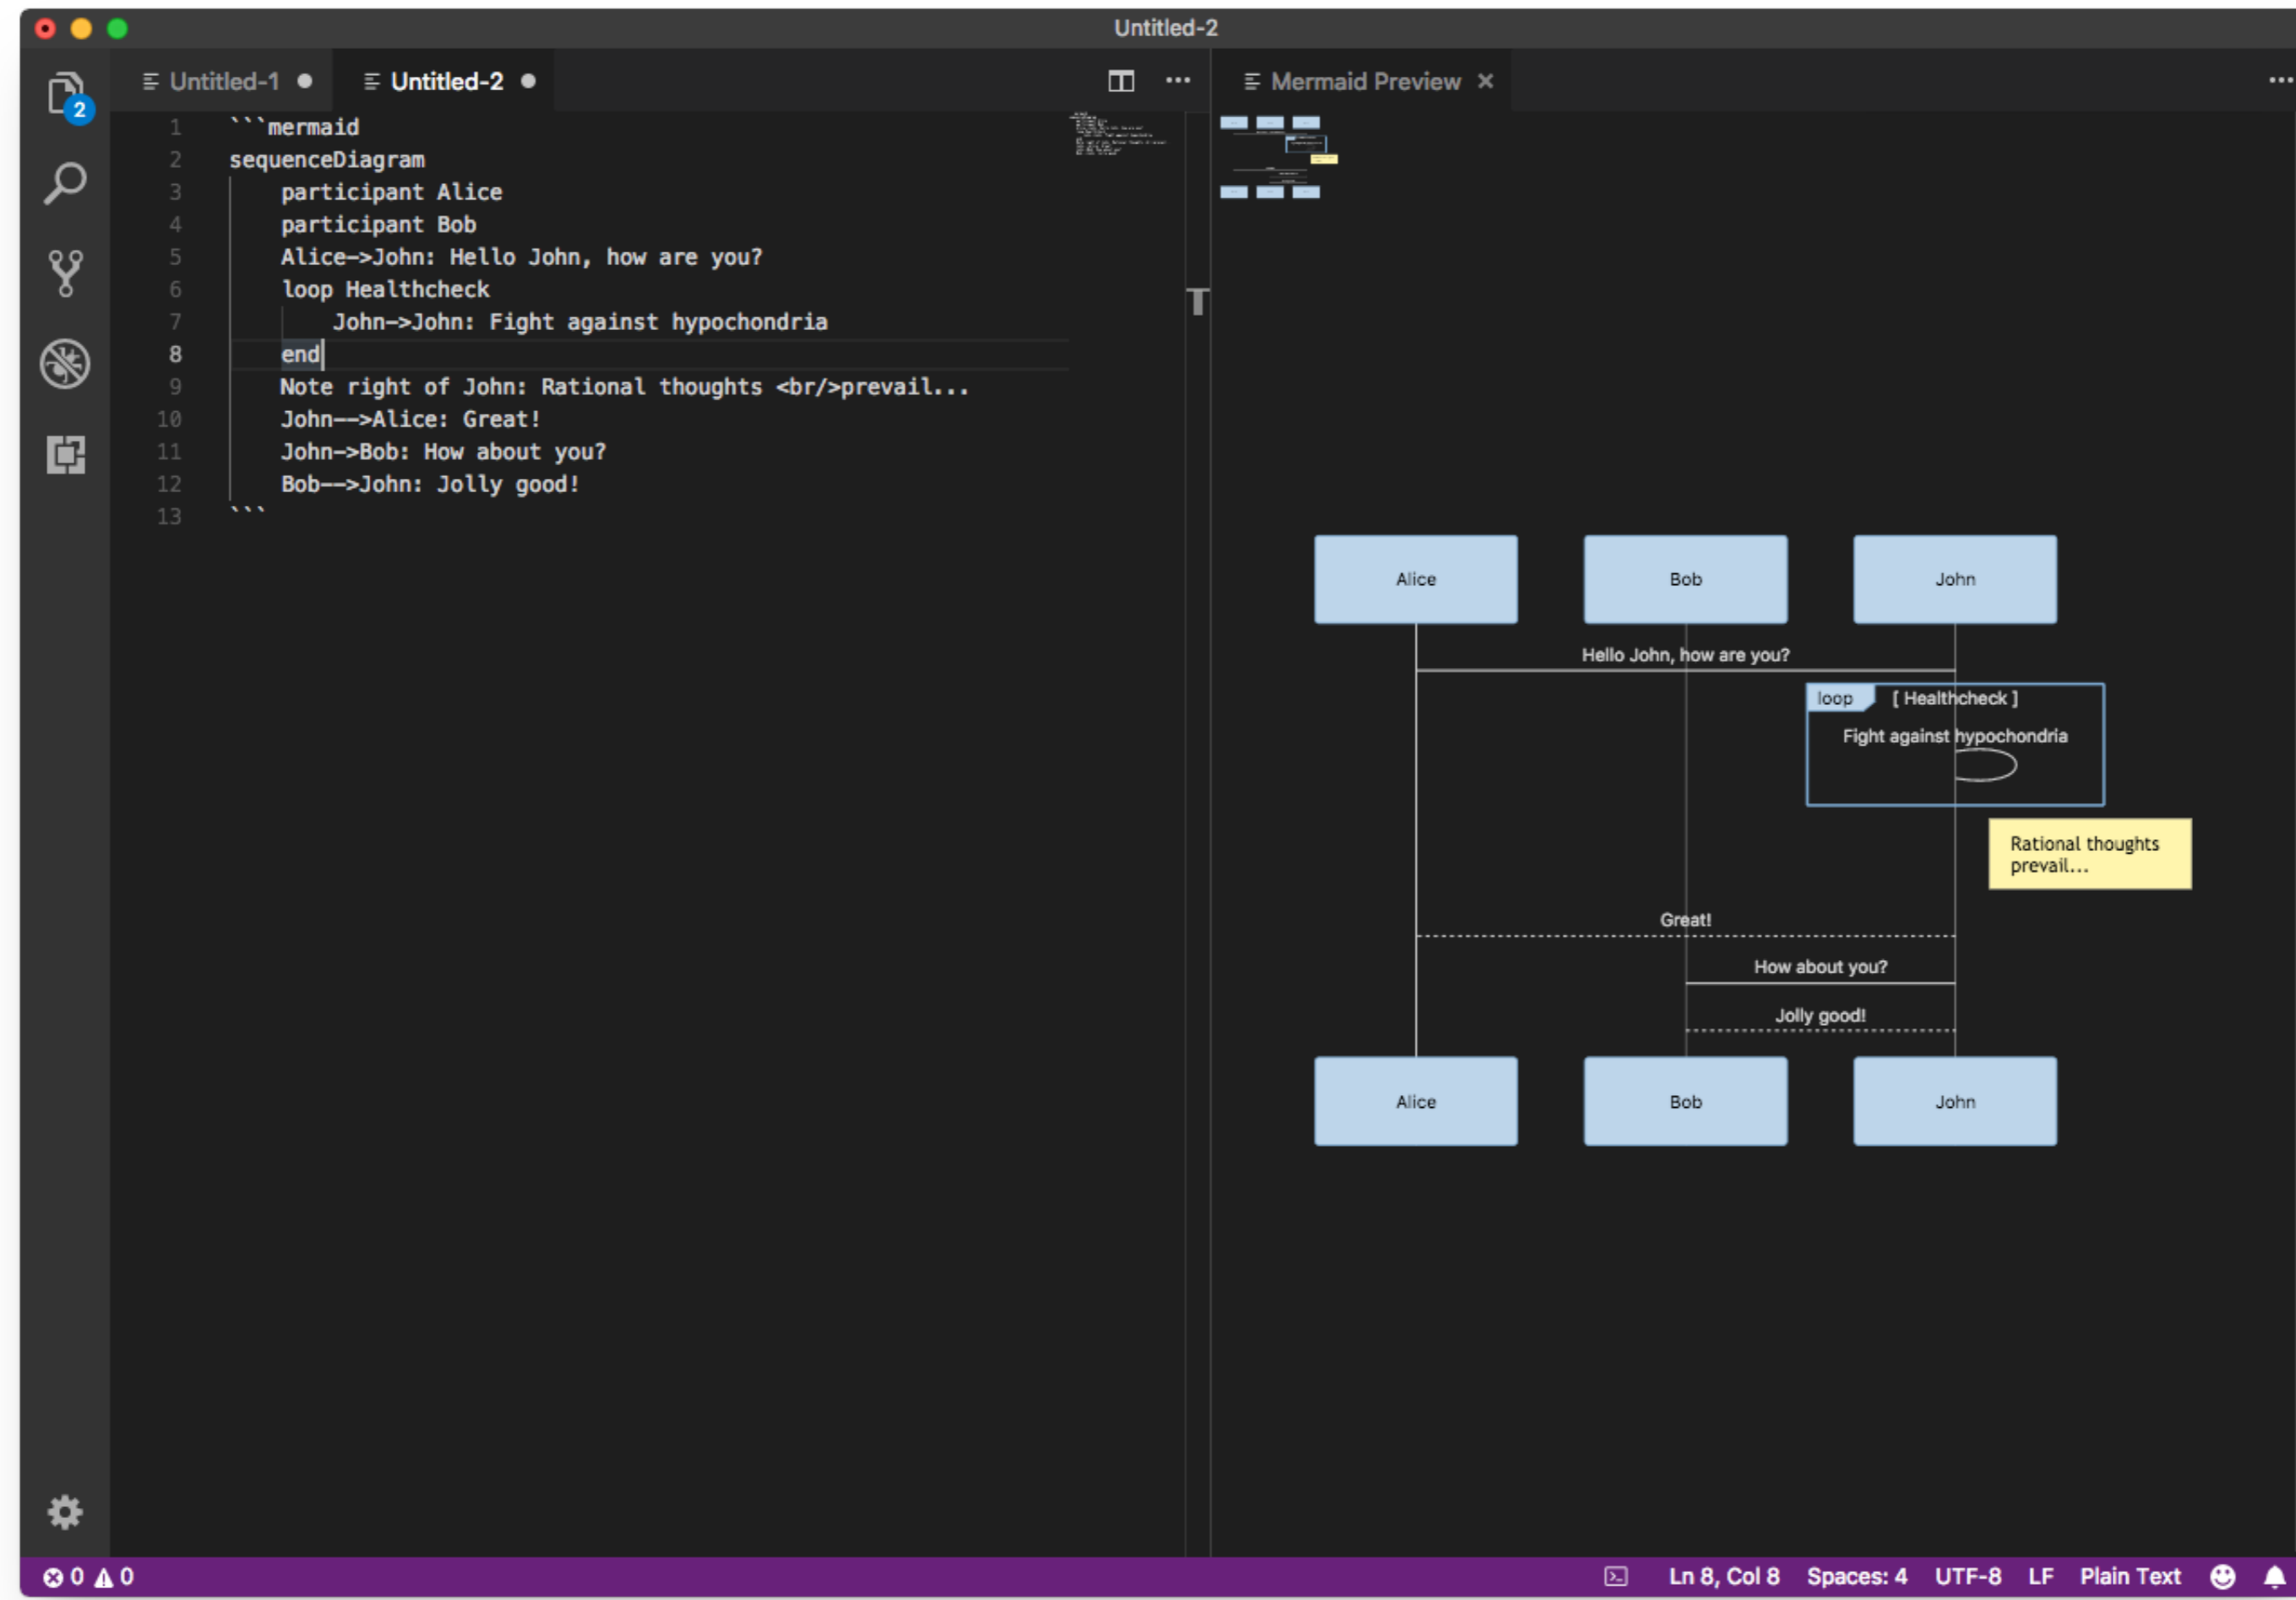 Untitled-2
Untitled-1
Untitled-2
Mermaid Preview
2
1 ```mermaid
2 sequenceDiagram
3     participant Alice
4     participant Bob
5     Alice->John: Hello John, how are you?
6     loop Healthcheck
7         John->John: Fight against hypochondria
8     end
9     Note right of John: Rational thoughts <br/>prevail...
10     John-->Alice: Great!
11     John->Bob: How about you?
12     Bob-->John: Jolly good!
13 ```
T
Alice Bob John
Hello John, how are you?
loop [ Healthcheck ]
Fight against hypochondria
Rational thoughts
prevail...
Great!
How about you?
Jolly good!
Alice Bob John
0 0 Ln 8, Col 8 Spaces: 4 UTF-8 LF Plain Text